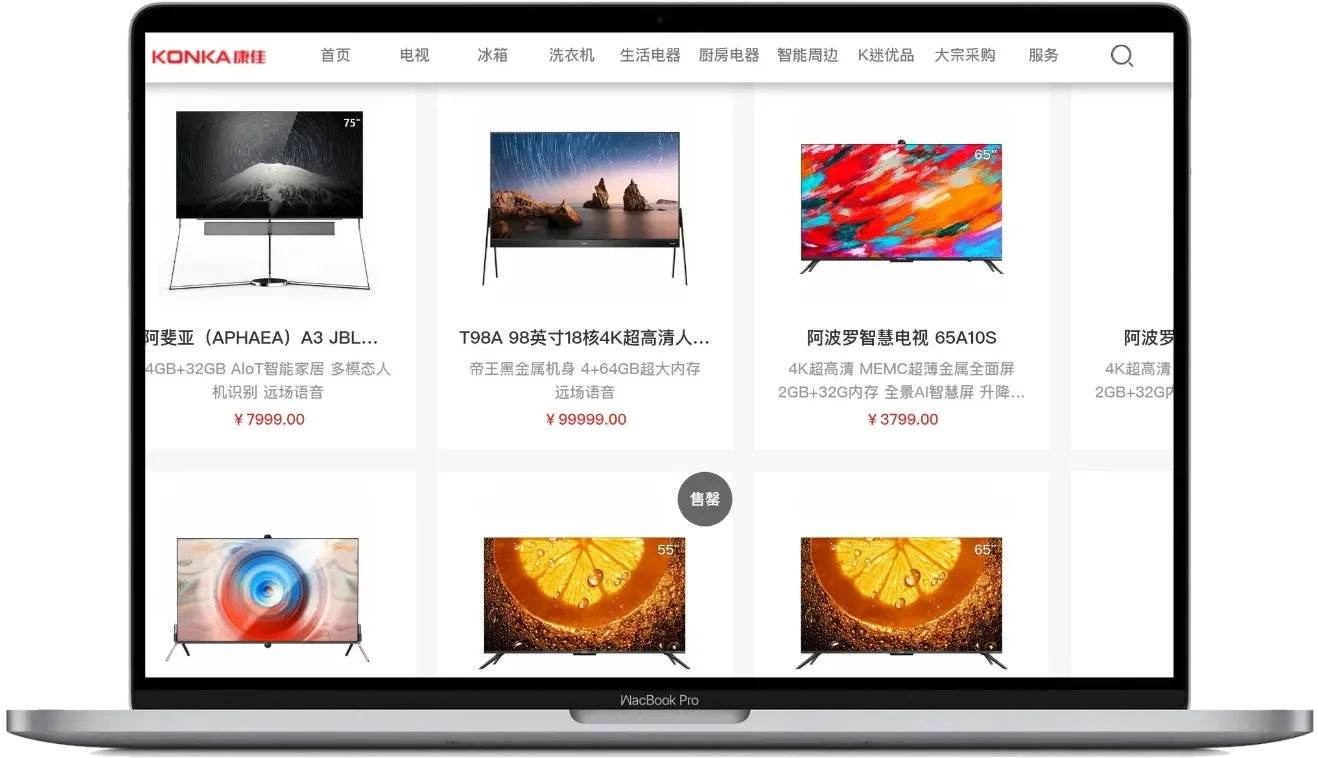 KONKA康佳
首页 电视 冰箱 洗衣机 生活电器 厨房电器 智能周边 K迷优品 大宗采购 服务
75"
65"
阿斐亚（APHAEA）A3 JBL...
T98A 98英寸18核4K超高清人...
阿波罗智慧电视 65A10S
阿波罗
4GB+32GB AIoT智能家居 多模态人
机识别 远场语音
帝王黑金属机身 4+64GB超大内存
远场语音
4K超高清 MEMC超薄金属全面屏
2GB+32G内存 全景AI智慧屏 升降...
4K超高清
2GB+32G内
¥ 7999.00
¥ 99999.00
¥ 3799.00
售罄
55"
65"
MacBook Pro